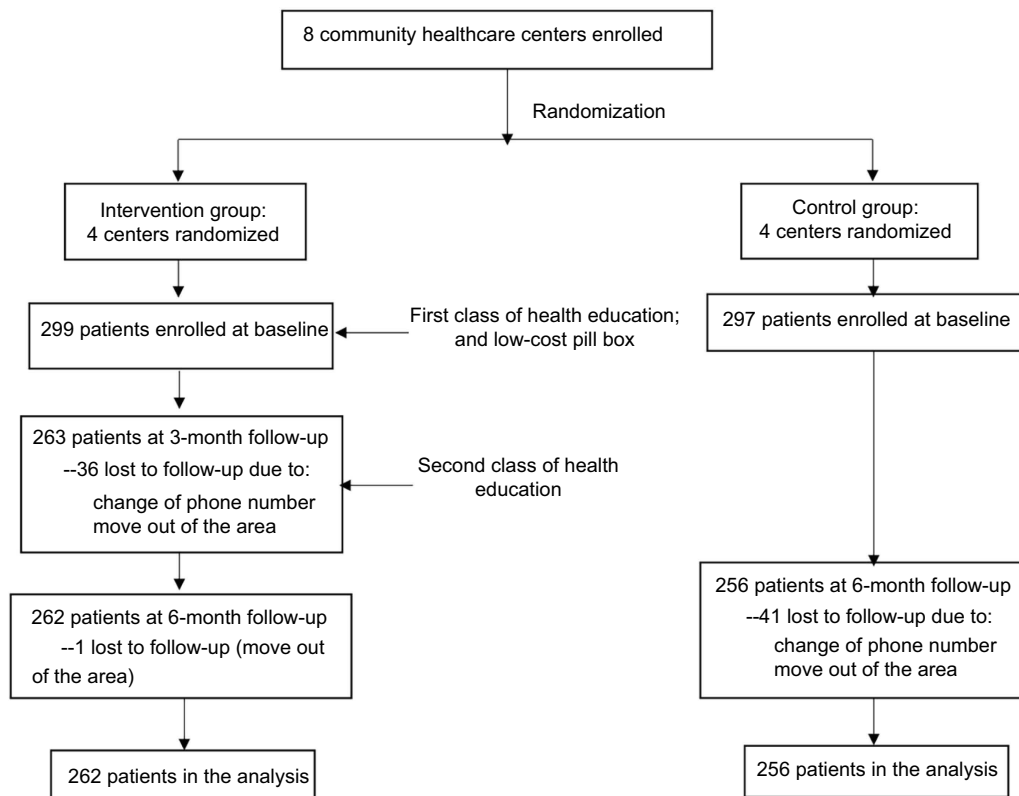 8 community healthcare centers enrolled
Randomization
Intervention group:
4 centers randomized
Control group:
4 centers randomized
299 patients enrolled at baseline
First class of health education;
and low-cost pill box
297 patients enrolled at baseline
263 patients at 3-month follow-up
--36 lost to follow-up due to:
change of phone number
move out of the area
Second class of health
education
262 patients at 6-month follow-up
--1 lost to follow-up (move out
of the area)
256 patients at 6-month follow-up
--41 lost to follow-up due to:
change of phone number
move out of the area
262 patients in the analysis
256 patients in the analysis